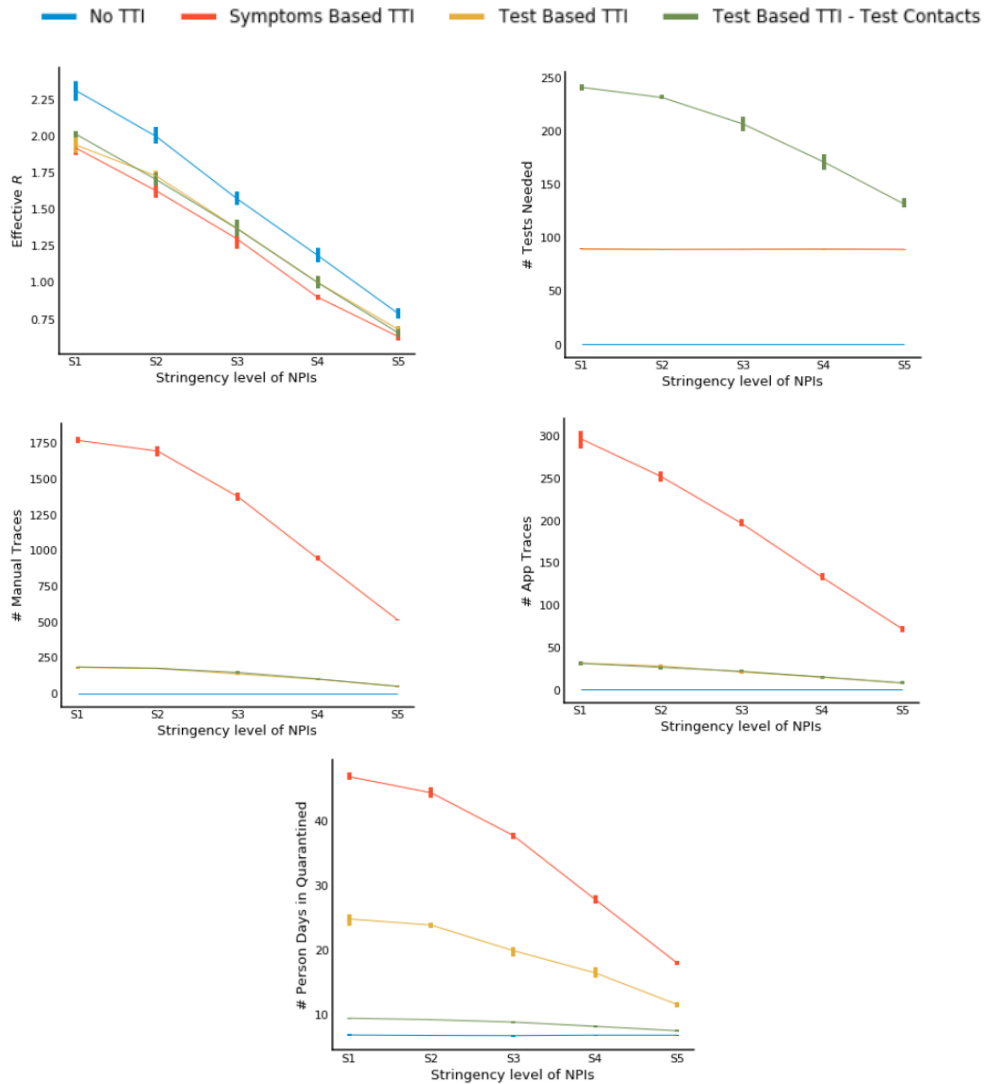 No TTI Symptoms Based TTI Test Based TTI Test Based TTI - Test Contacts
Effective R
2.25
2.00
1.75
1.50
1.25
1.00
0.75
S1 S2 S3 S4 S5
Stringency level of NPIs
# Tests Needed
250
200
150
100
50
0
S1 S2 S3 S4 S5
Stringency level of NPIs
# Manual Traces
1750
1500
1250
1000
750
500
250
0
S1 S2 S3 S4 S5
Stringency level of NPIs
# App Traces
300
250
200
150
100
50
0
S1 S2 S3 S4 S5
Stringency level of NPIs
# Person Days in Quarantined
40
30
20
10
S1 S2 S3 S4 S5
Stringency level of NPIs